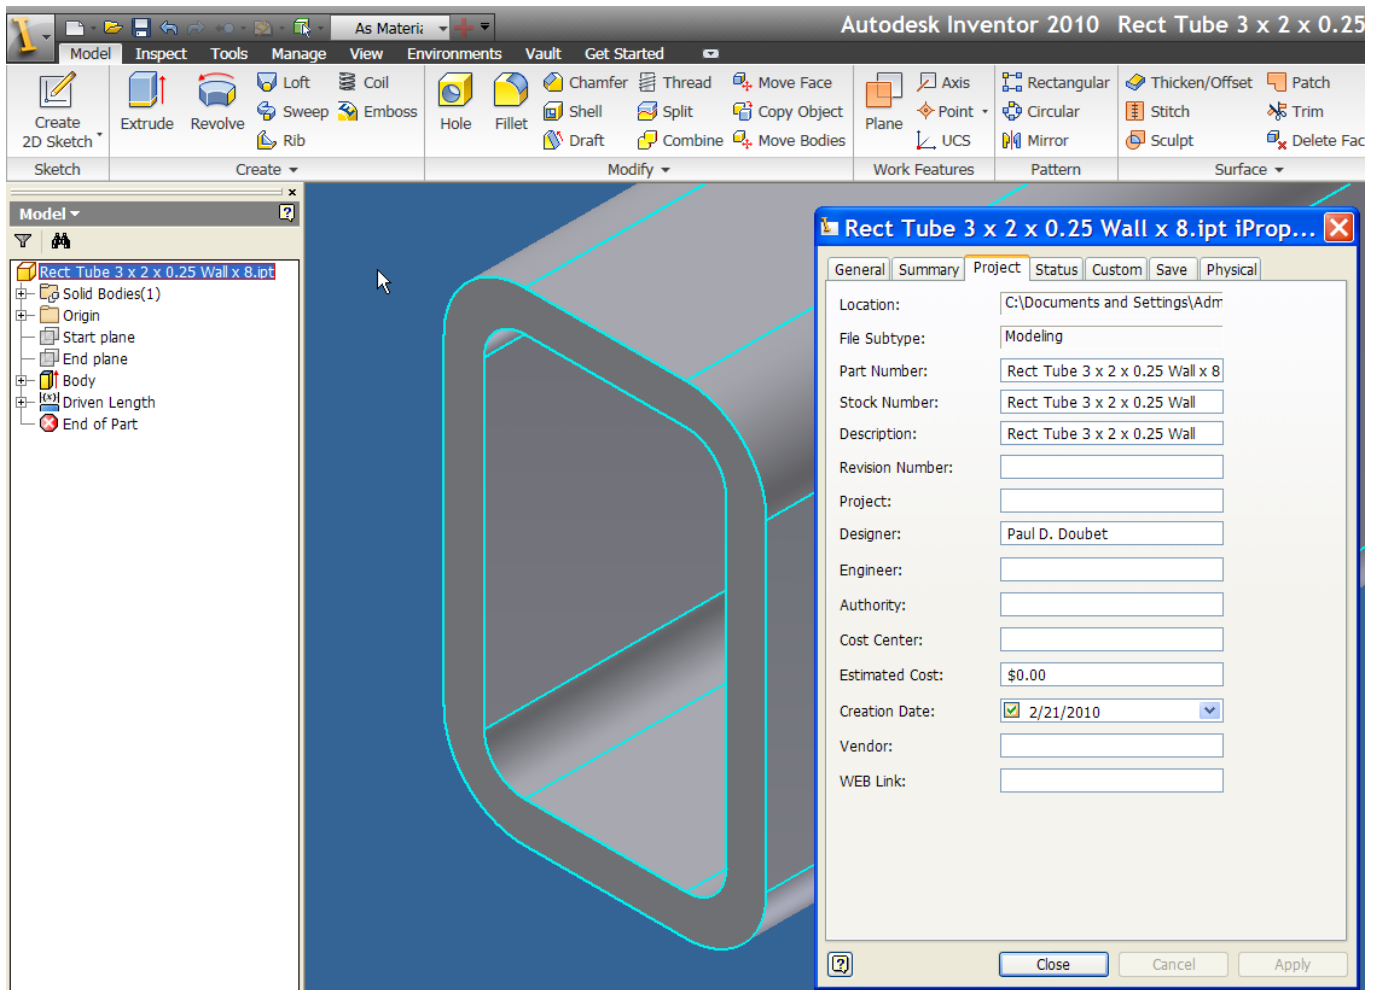 As Materia
Autodesk Inventor 2010 Rect Tube 3 x 2 x 0.25
Model Inspect Tools Manage View Environments Vault Get Started
Create
2D Sketch
Extrude
Revolve
Loft
Sweep
Rib
Coil
Emboss
Hole
Fillet
Chamfer
Shell
Draft
Thread
Split
Combine
Move Face
Copy Object
Move Bodies
Plane
Axis
Point
UCS
Rectangular
Circular
Mirror
Thicken/Offset
Stitch
Sculpt
Patch
Trim
Delete Fac
Sketch Create Modify Work Features Pattern Surface
Model
Rect Tube 3 x 2 x 0.25 Wall x 8.ipt
Solid Bodies(1)
Origin
Start plane
End plane
Body
Driven Length
End of Part
Rect Tube 3 x 2 x 0.25 Wall x 8.ipt iProp...
General Summary Project Status Custom Save Physical
Location: C:\Documents and Settings\Adm
File Subtype: Modeling
Part Number: Rect Tube 3 x 2 x 0.25 Wall x 8
Stock Number: Rect Tube 3 x 2 x 0.25 Wall
Description: Rect Tube 3 x 2 x 0.25 Wall
Revision Number:
Project:
Designer: Paul D. Doubet
Engineer:
Authority:
Cost Center:
Estimated Cost: $0.00
Creation Date: 2/21/2010
Vendor:
WEB Link:
Close Cancel Apply